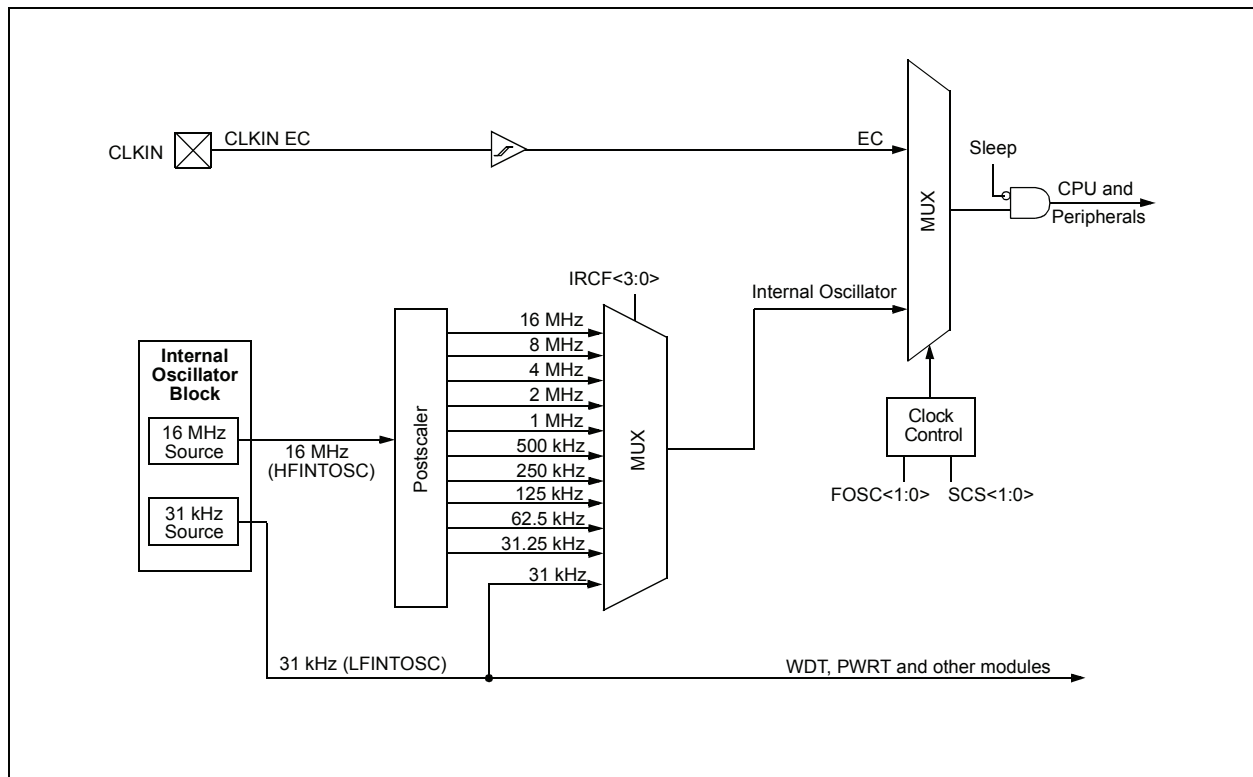 CLKIN
CLKIN EC
EC
Sleep
CPU and
Peripherals
MUX
IRCF<3:0>
Internal Oscillator
16 MHz
8 MHz
4 MHz
2 MHz
1 MHz
500 kHz
250 kHz
125 kHz
62.5 kHz
31.25 kHz
31 kHz
Internal
Oscillator
Block
16 MHz
Source
16 MHz
(HFINTOSC)
31 kHz
Source
Postscaler
MUX
Clock
Control
FOSC<1:0>
SCS<1:0>
31 kHz (LFINTOSC)
WDT, PWRT and other modules